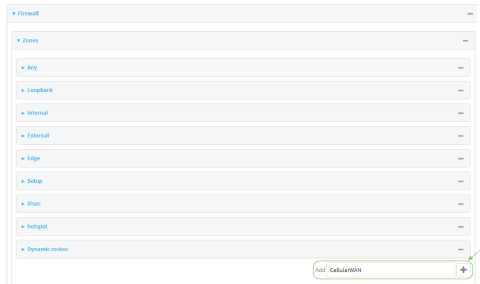 Firewall
Zones
Any
Loopback
Internal
External
Edge
Setup
IPsec
hotspot
Dynamic routes
Add CellularWAN